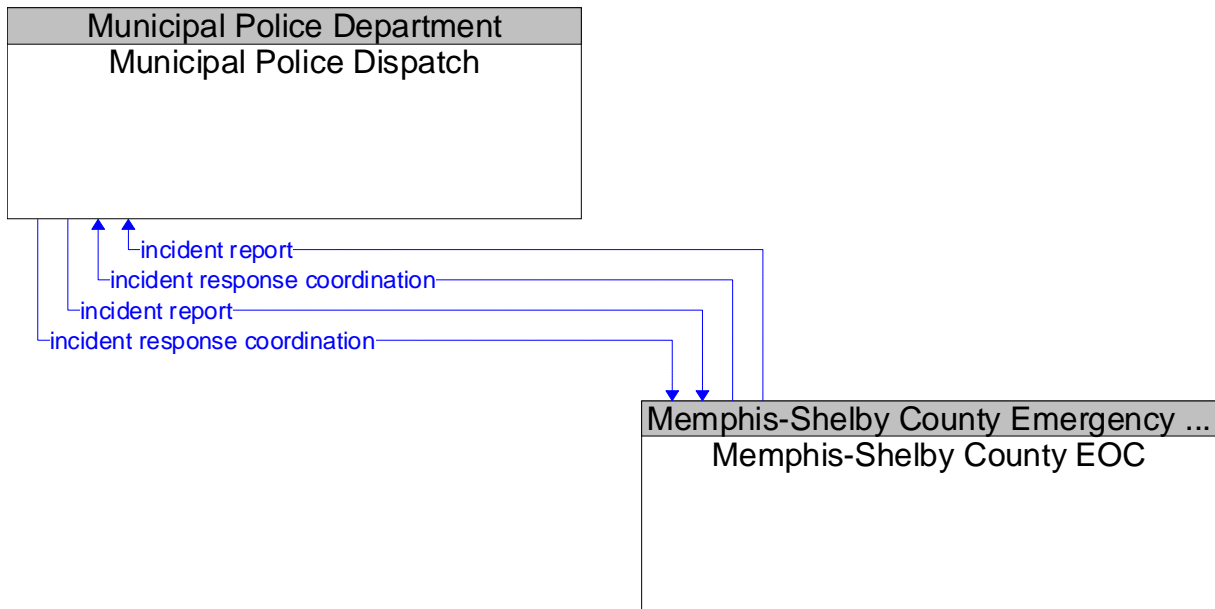 Municipal Police Department
Municipal Police Dispatch
incident report
incident response coordination
incident report
incident response coordination
Memphis-Shelby County Emergency ...
Memphis-Shelby County EOC